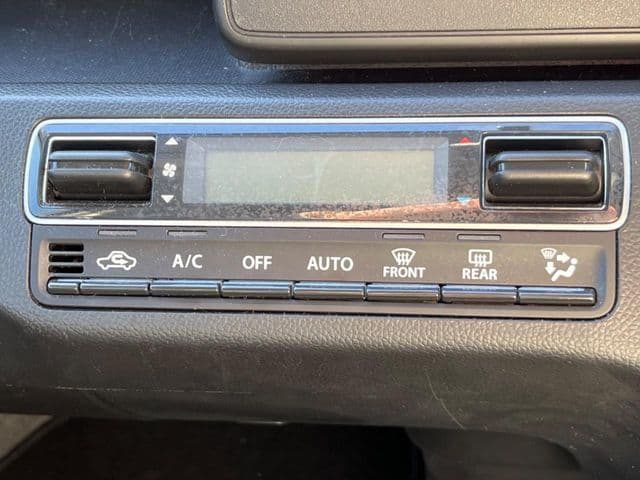 A/C OFF AUTO FRONT REAR